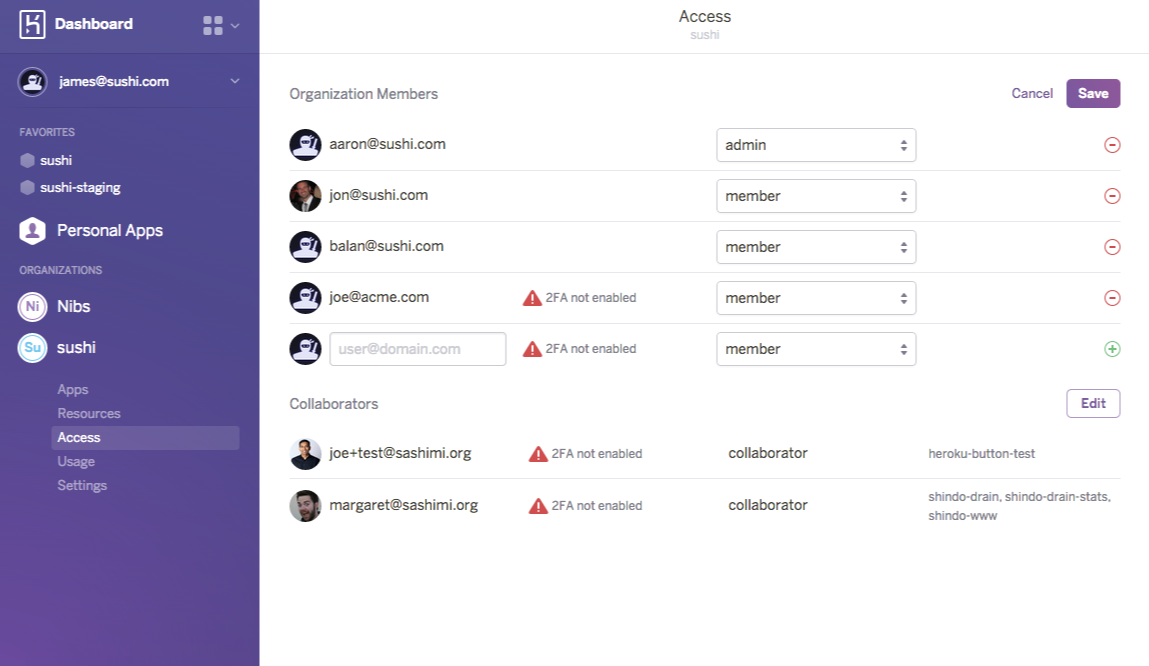 Dashboard
james@sushi.com
FAVORITES
sushi
sushi-staging
Personal Apps
ORGANIZATIONS
Ni Nibs
Su sushi
Apps
Resources
Access
Usage
Settings
Access
sushi
Organization Members Cancel Save
aaron@sushi.com admin
jon@sushi.com member
balan@sushi.com member
joe@acme.com 2FA not enabled member
user@domain.com 2FA not enabled member
Collaborators Edit
joe+test@sashimi.org 2FA not enabled collaborator heroku-button-test
margaret@sashimi.org 2FA not enabled collaborator shindo-drain, shindo-drain-stats,
shindo-www